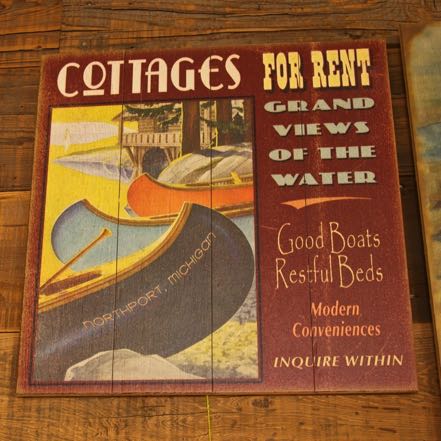 COTTAGES FOR RENT
GRAND
VIEWS
OF THE
WATER
Good Boats
Restful Beds
Modern
Conveniences
INQUIRE WITHIN
NORTHPORT, MICHIGAN